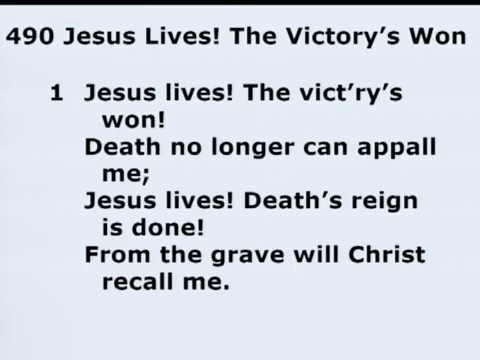 490 Jesus Lives! The Victory’s Won
1 Jesus lives! The vict’ry’s
won!
Death no longer can appall
me;
Jesus lives! Death’s reign
is done!
From the grave will Christ
recall me.